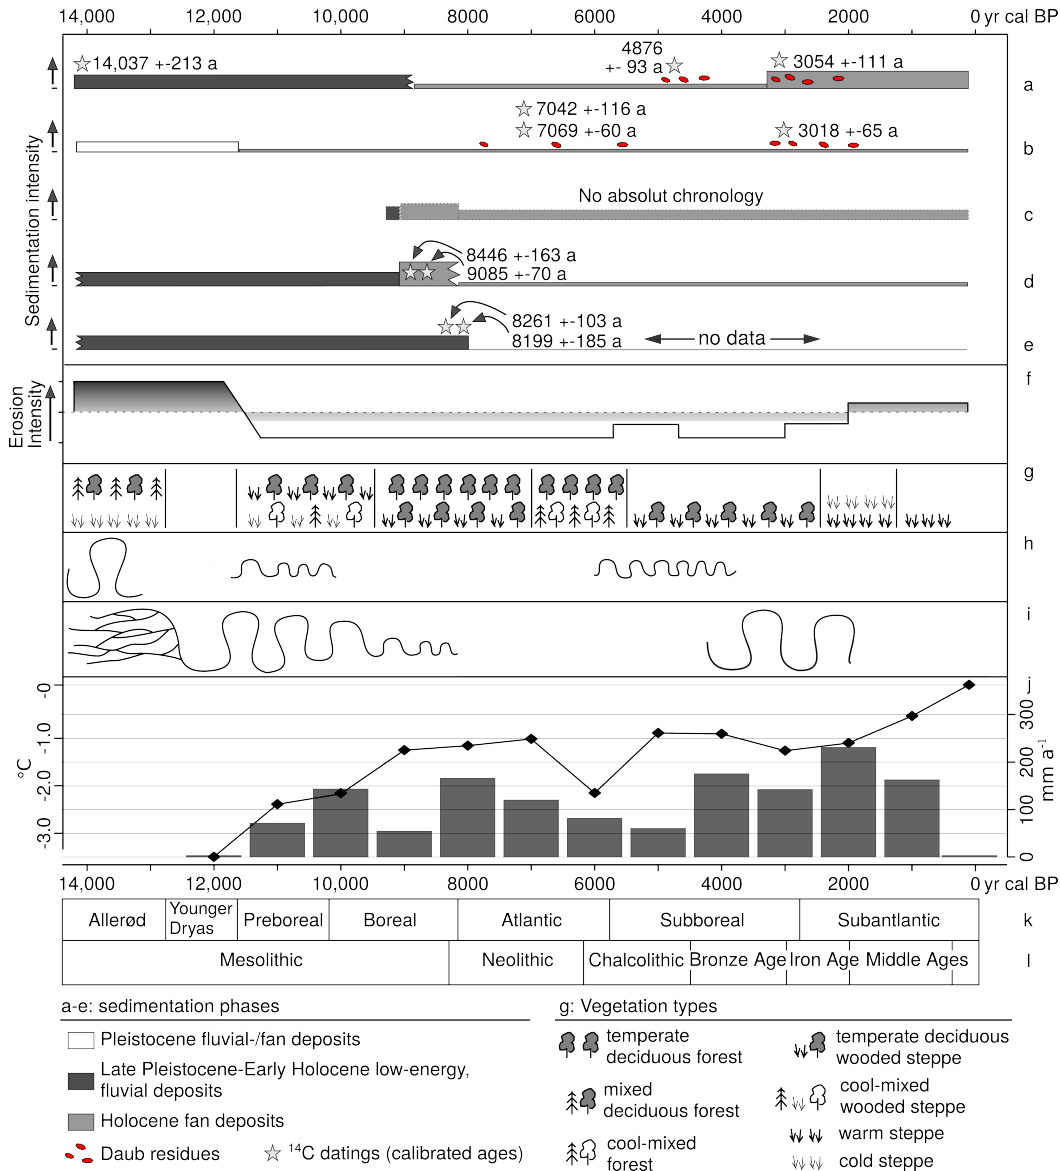 14,000 12,000 10,000 8000 6000 4000 2000 0 yr cal BP
Sedimentation intensity
14,037 +-213 a
4876
+- 93 a
3054 +-111 a
a
7042 +-116 a
7069 +-60 a
3018 +-65 a
b
No absolut chronology
c
8446 +-163 a
9085 +-70 a
d
8261 +-103 a
8199 +-185 a
no data
e
Erosion
Intensity
f
g
h
i
j
-0
-1.0
-2.0
-3.0
°C
300
200
100
0
mm a-1
14,000 12,000 10,000 8000 6000 4000 2000 0 yr cal BP
Allerød
Younger
Dryas
Preboreal
Boreal
Atlantic
Subboreal
Subantlantic
k
Mesolithic
Neolithic
Chalcolithic
Bronze Age
Iron Age
Middle Ages
l
a-e: sedimentation phases
Pleistocene fluvial-/fan deposits
Late Pleistocene-Early Holocene low-energy,
fluvial deposits
Holocene fan deposits
Daub residues
14C datings (calibrated ages)
g: Vegetation types
temperate
deciduous forest
mixed
deciduous forest
cool-mixed
forest
temperate deciduous
wooded steppe
cool-mixed
wooded steppe
warm steppe
cold steppe